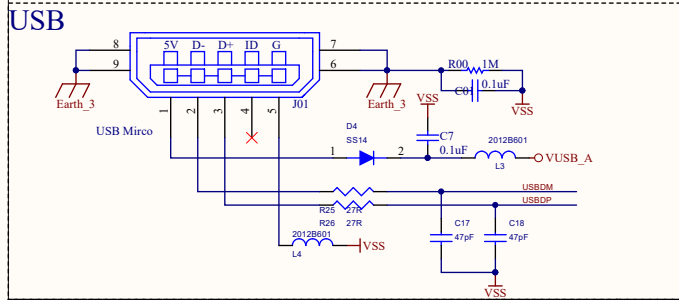 USB
5V D- D+ ID G
8
9
7
6
Earth_3
Earth_3
J01
USB Mirco
1 2 3 4 5
R00 1M
C01 0.1uF
VSS
VSS
D4
SS14
1 2
C7
0.1uF
2012B601
L3
VUSB_A
USBDM
USBDP
R25 27R
R26 27R
C17
47pF
C18
47pF
2012B601
L4
VSS
VSS